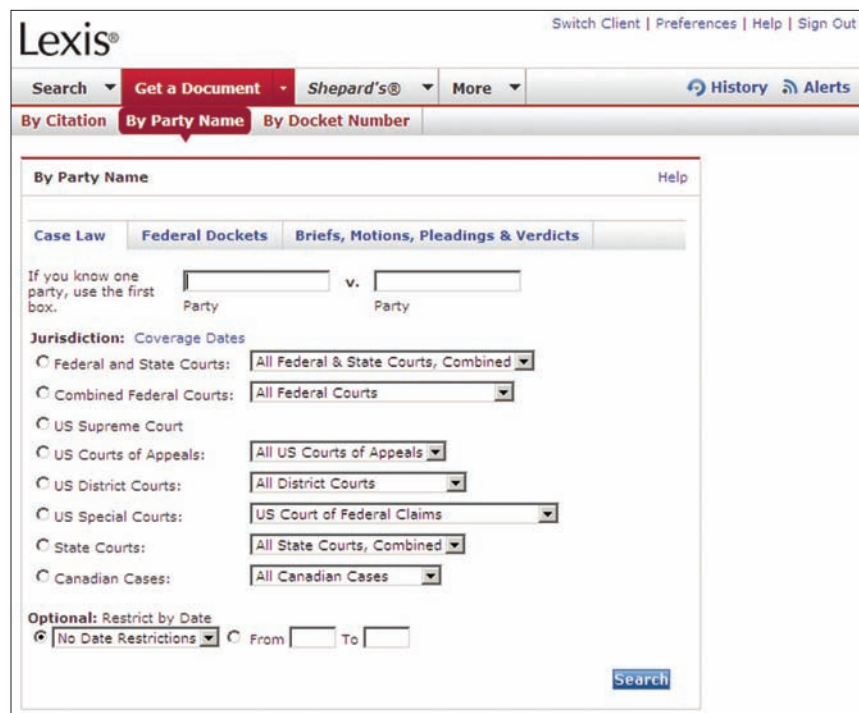 Switch Client | Preferences | Help | Sign Out
Lexis®
Search Get a Document Shepard's® More History Alerts
By Citation By Party Name By Docket Number
By Party Name Help
Case Law Federal Dockets Briefs, Motions, Pleadings & Verdicts
If you know one
party, use the first
box.
v.
Party Party
Jurisdiction: Coverage Dates
Federal and State Courts: All Federal & State Courts, Combined
Combined Federal Courts: All Federal Courts
US Supreme Court
US Courts of Appeals: All US Courts of Appeals
US District Courts: All District Courts
US Special Courts: US Court of Federal Claims
State Courts: All State Courts, Combined
Canadian Cases: All Canadian Cases
Optional: Restrict by Date
No Date Restrictions From To
Search